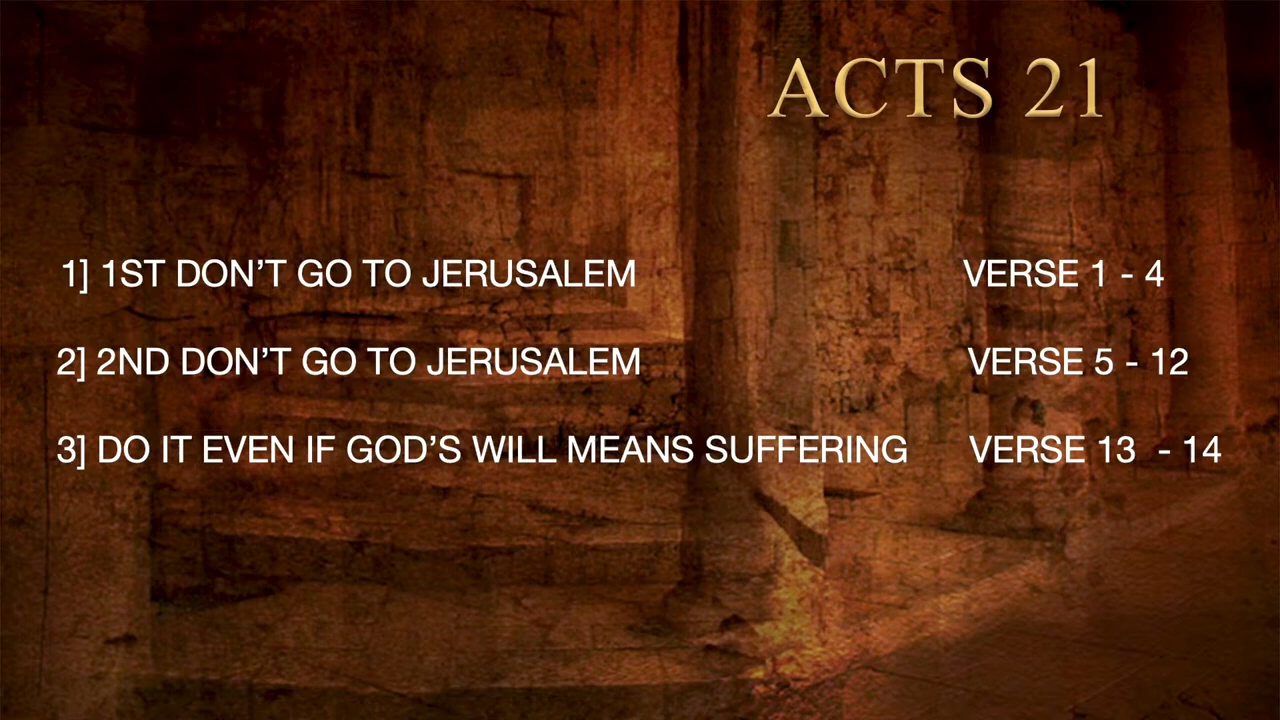 ACTS 21
1] 1ST DON'T GO TO JERUSALEM VERSE 1 - 4
2] 2ND DON'T GO TO JERUSALEM VERSE 5 - 12
3] DO IT EVEN IF GOD'S WILL MEANS SUFFERING VERSE 13 - 14